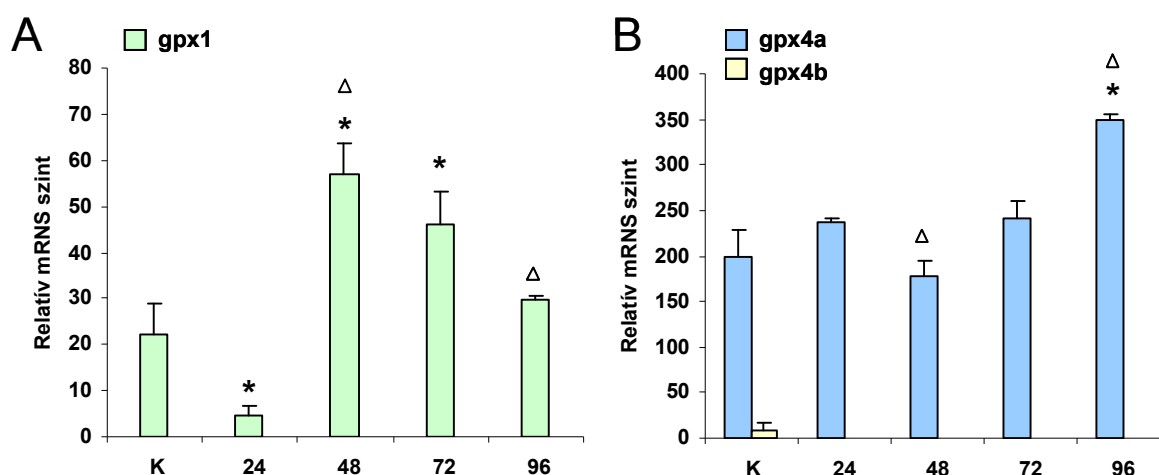 A
gpx1
Relatív mRNS szint
80
70
60
50
40
30
20
10
0
Δ
*
*
*
Δ
K 24 48 72 96
B
gpx4a
gpx4b
Relatív mRNS szint
400
350
300
250
200
150
100
50
0
Δ
*
Δ
K 24 48 72 96